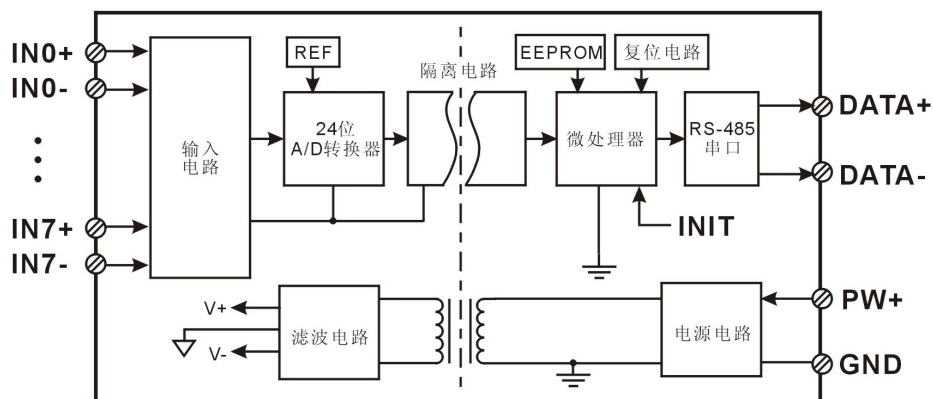 IN0+
IN0-
IN7+
IN7-
输入
电路
REF
24位
A/D转换器
隔离电路
EEPROM
复位电路
微处理器
RS-485
串口
INIT
DATA+
DATA-
V+
V-
滤波电路
电源电路
PW+
GND